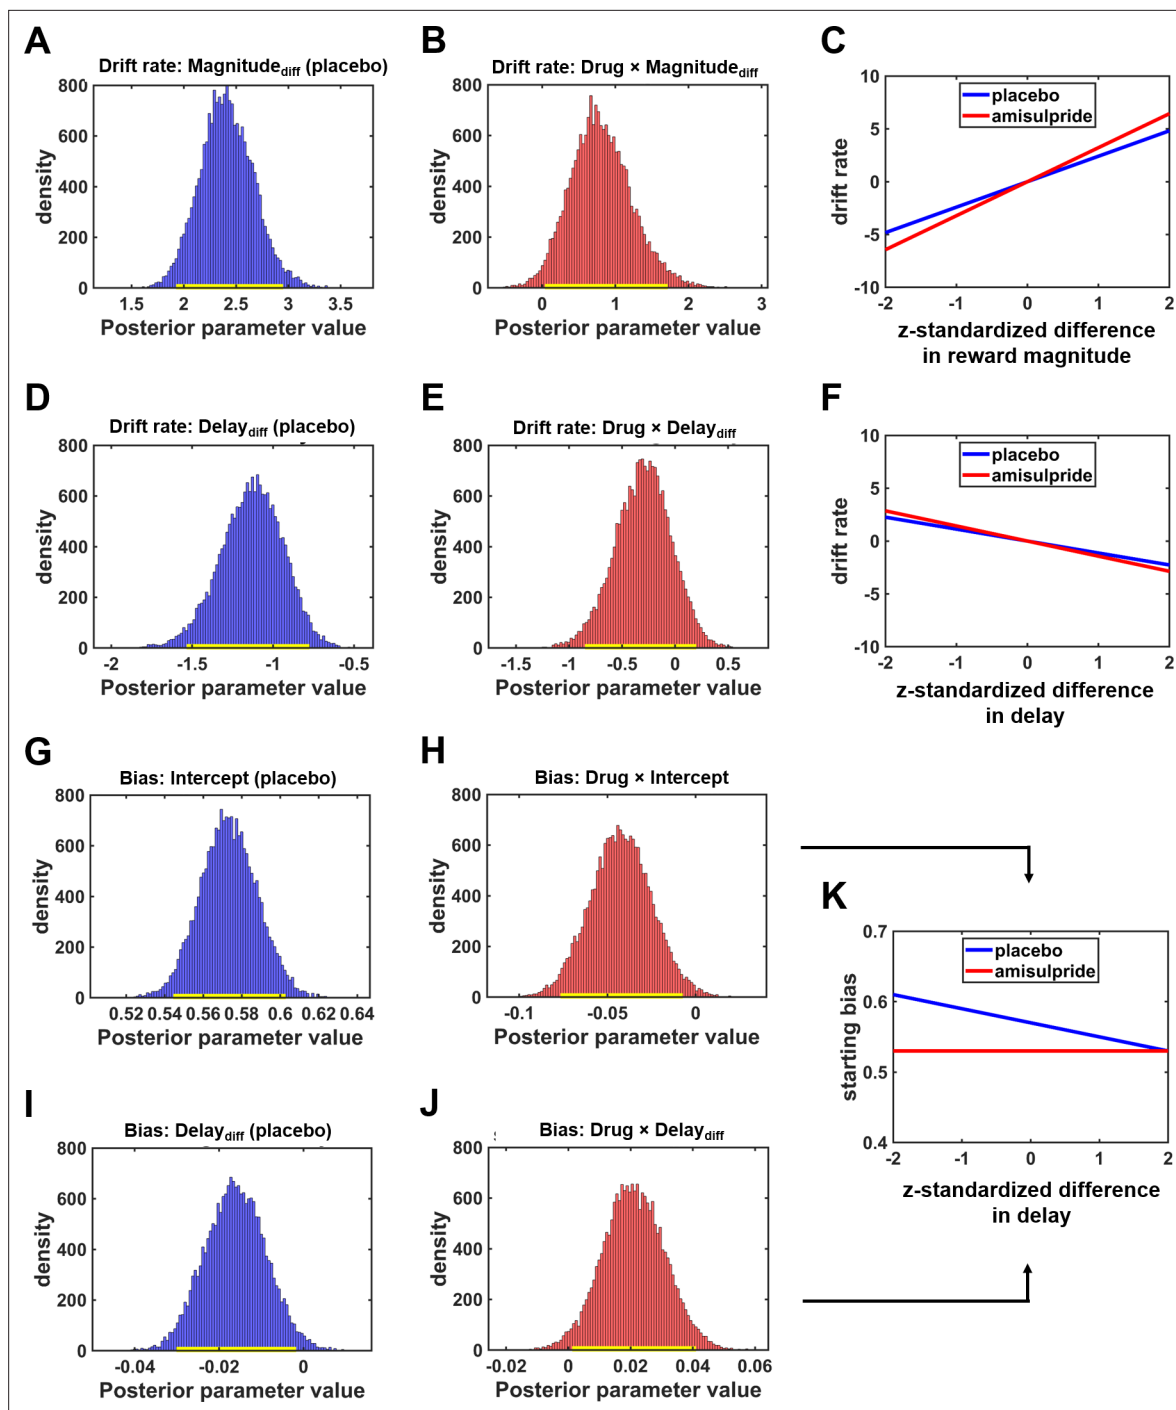 A
Drift rate: Magnitudediff (placebo)
800
600
400
200
0
density
1.5 2 2.5 3 3.5
Posterior parameter value
B
Drift rate: Drug × Magnitudediff
800
600
400
200
0
density
0 1 2 3
Posterior parameter value
C
10
5
0
-5
-10
drift rate
placebo
amisulpride
-2 -1 0 1 2
z-standardized difference
in reward magnitude
D
Drift rate: Delaydiff (placebo)
800
600
400
200
0
density
-2 -1.5 -1 -0.5
Posterior parameter value
E
Drift rate: Drug × Delaydiff
800
600
400
200
0
density
-1.5 -1 -0.5 0 0.5
Posterior parameter value
F
10
5
0
-5
-10
drift rate
placebo
amisulpride
-2 -1 0 1 2
z-standardized difference
in delay
G
Bias: Intercept (placebo)
800
600
400
200
0
density
0.52 0.54 0.56 0.58 0.6 0.62 0.64
Posterior parameter value
H
Bias: Drug × Intercept
800
600
400
200
0
density
-0.1 -0.05 0
Posterior parameter value
I
Bias: Delaydiff (placebo)
800
600
400
200
0
density
-0.04 -0.02 0
Posterior parameter value
J
Bias: Drug × Delaydiff
800
600
400
200
0
density
-0.02 0 0.02 0.04 0.06
Posterior parameter value
K
0.7
0.6
0.5
0.4
starting bias
placebo
amisulpride
-2 -1 0 1 2
z-standardized difference
in delay